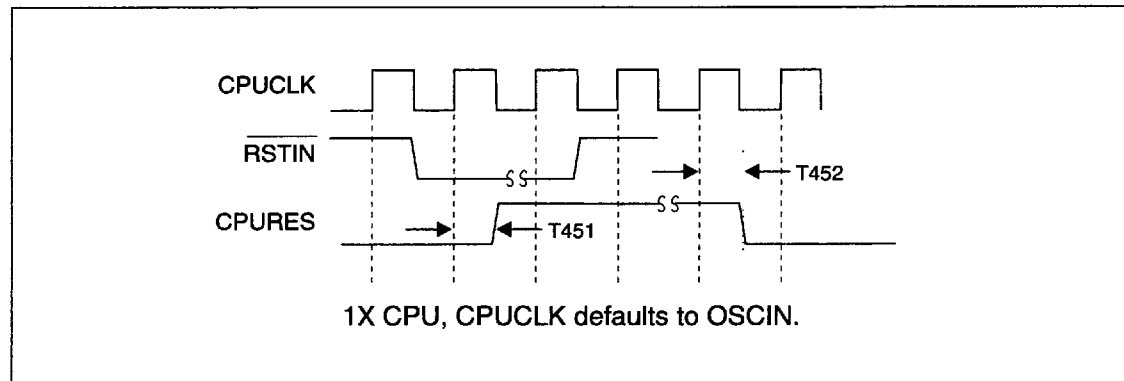 CPUCLK
RSTIN
T452
CPURES
T451
1X CPU, CPUCLK defaults to OSCIN.